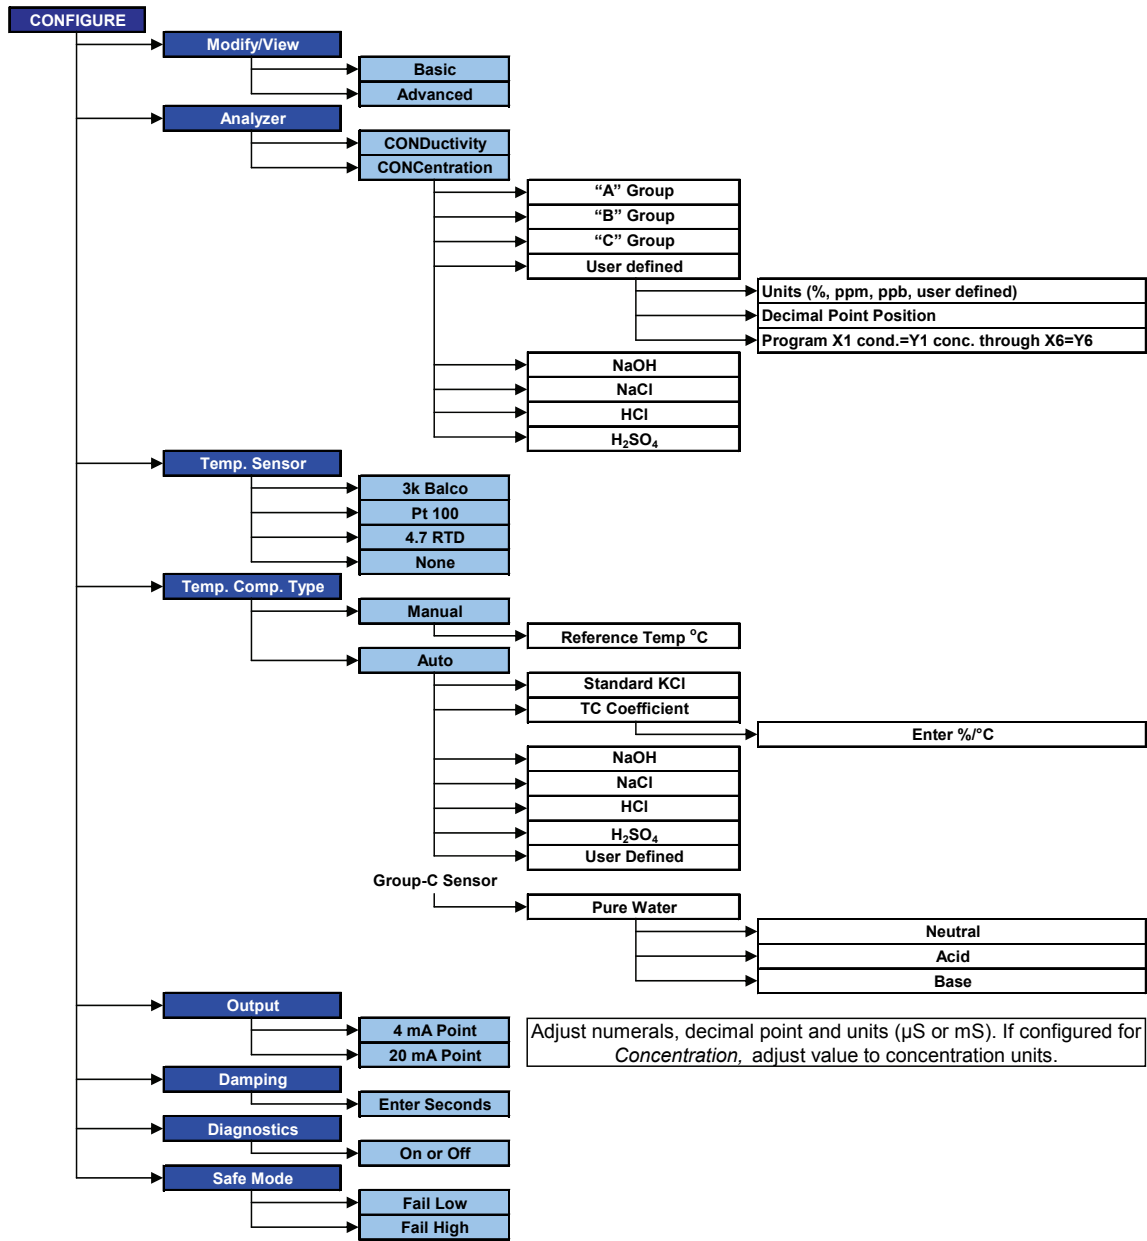 CONFIGURE
Modify/View
Basic
Advanced
Analyzer
CONDuctivity
CONCentration
“A” Group
“B” Group
“C” Group
User defined
Units (%, ppm, ppb, user defined)
Decimal Point Position
Program X1 cond.=Y1 conc. through X6=Y6
NaOH
NaCl
HCl
H₂SO₄
Temp. Sensor
3k Balco
Pt 100
4.7 RTD
None
Temp. Comp. Type
Manual
Reference Temp °C
Auto
Standard KCl
TC Coefficient
Enter %/°C
NaOH
NaCl
HCl
H₂SO₄
User Defined
Group-C Sensor
Pure Water
Neutral
Acid
Base
Output
4 mA Point
20 mA Point
Adjust numerals, decimal point and units (µS or mS). If configured for
Concentration, adjust value to concentration units.
Damping
Enter Seconds
Diagnostics
On or Off
Safe Mode
Fail Low
Fail High